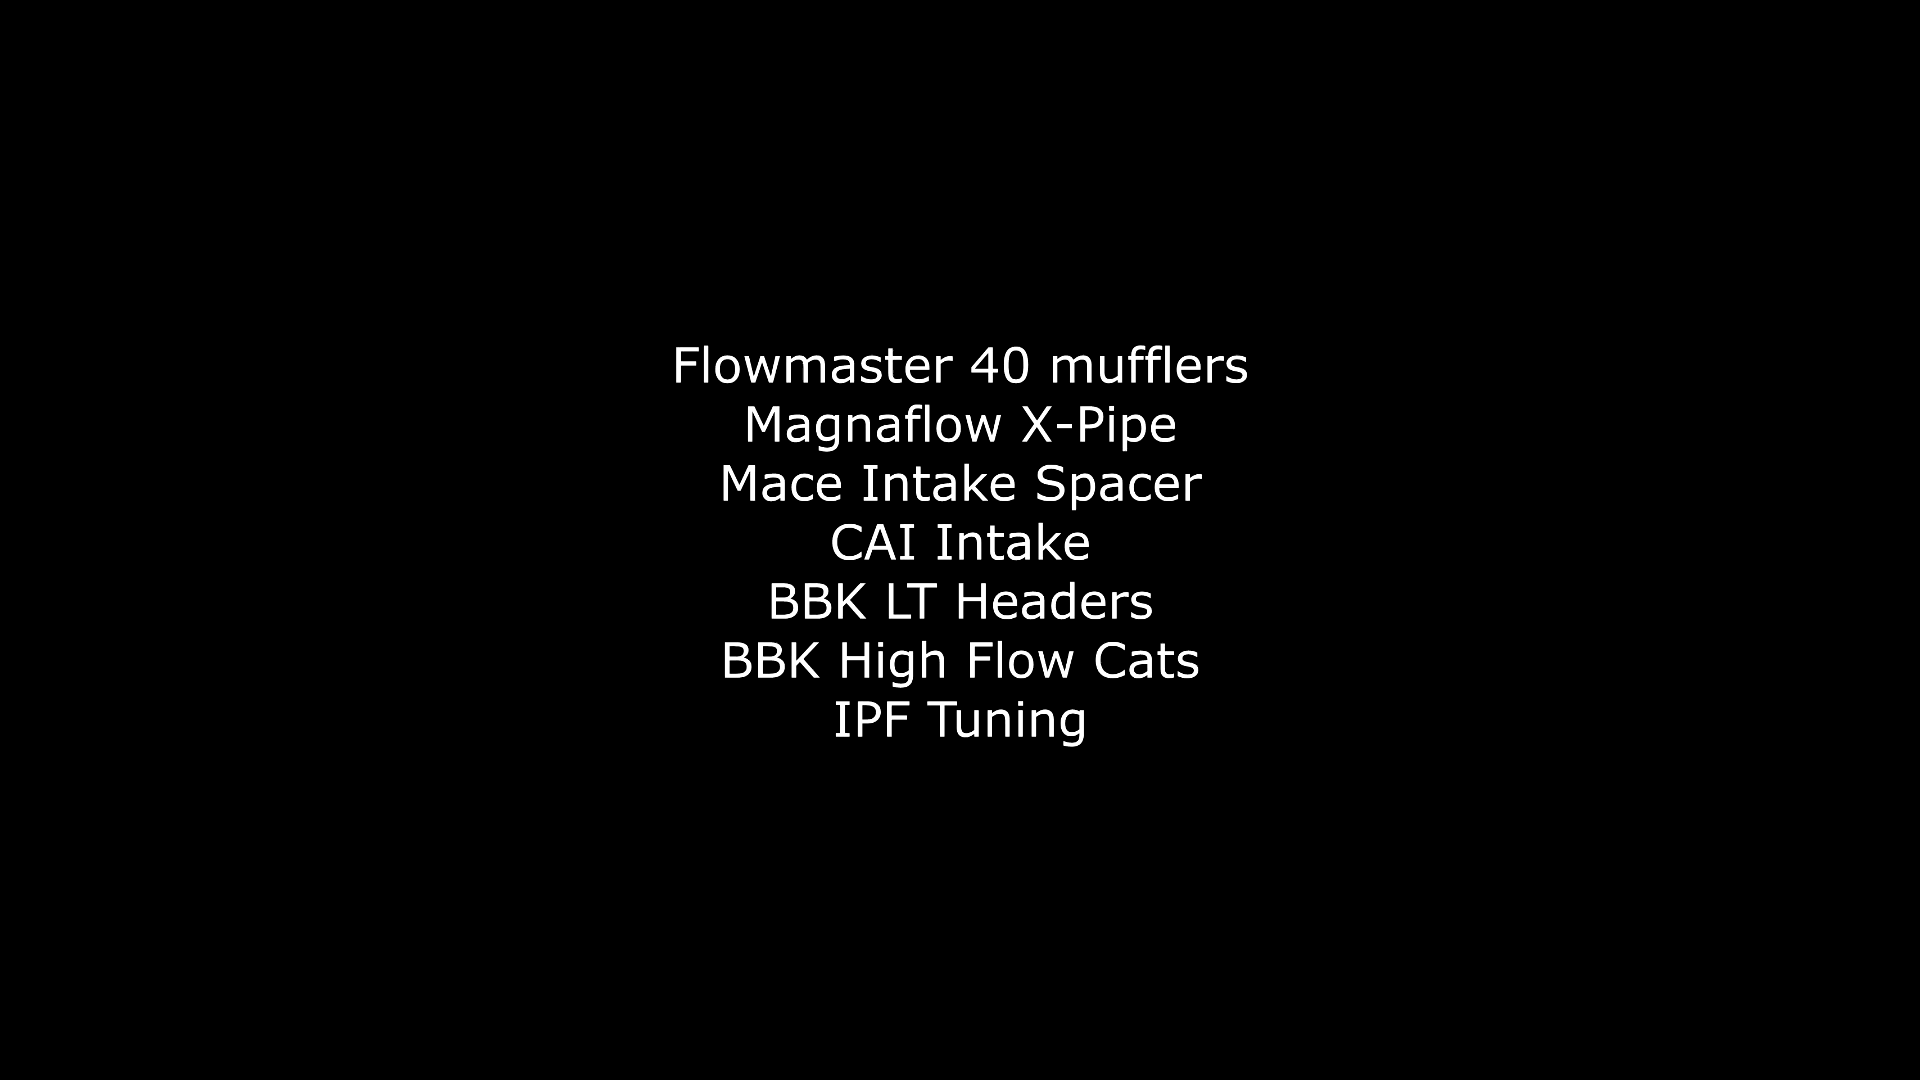 Flowmaster 40 mufflers
Magnaflow X-Pipe
Mace Intake Spacer
CAI Intake
BBK LT Headers
BBK High Flow Cats
IPF Tuning